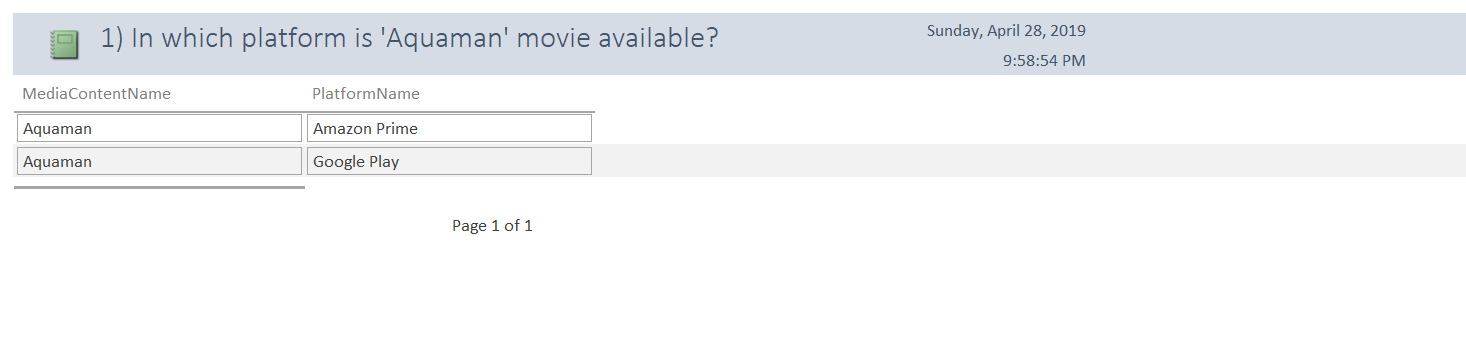 1) In which platform is 'Aquaman' movie available?
Sunday, April 28, 2019
9:58:54 PM
MediaContentName PlatformName
Aquaman Amazon Prime
Aquaman Google Play
Page 1 of 1